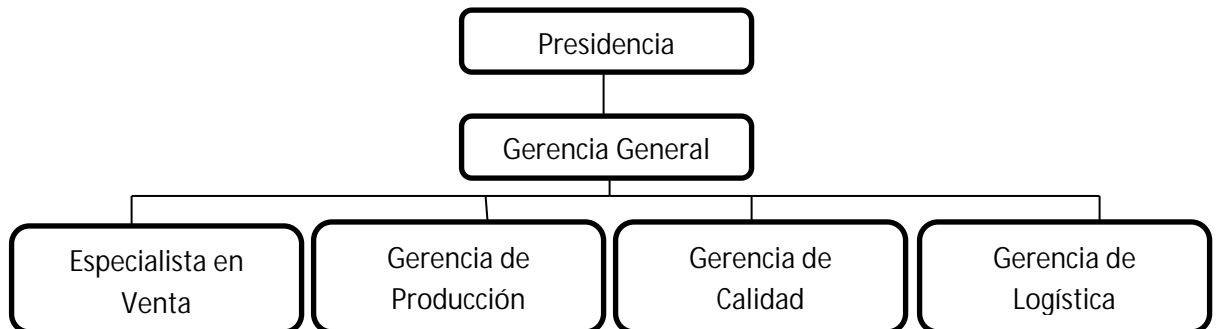 Presidencia
Gerencia General
Especialista en
Venta
Gerencia de
Producción
Gerencia de
Calidad
Gerencia de
Logística